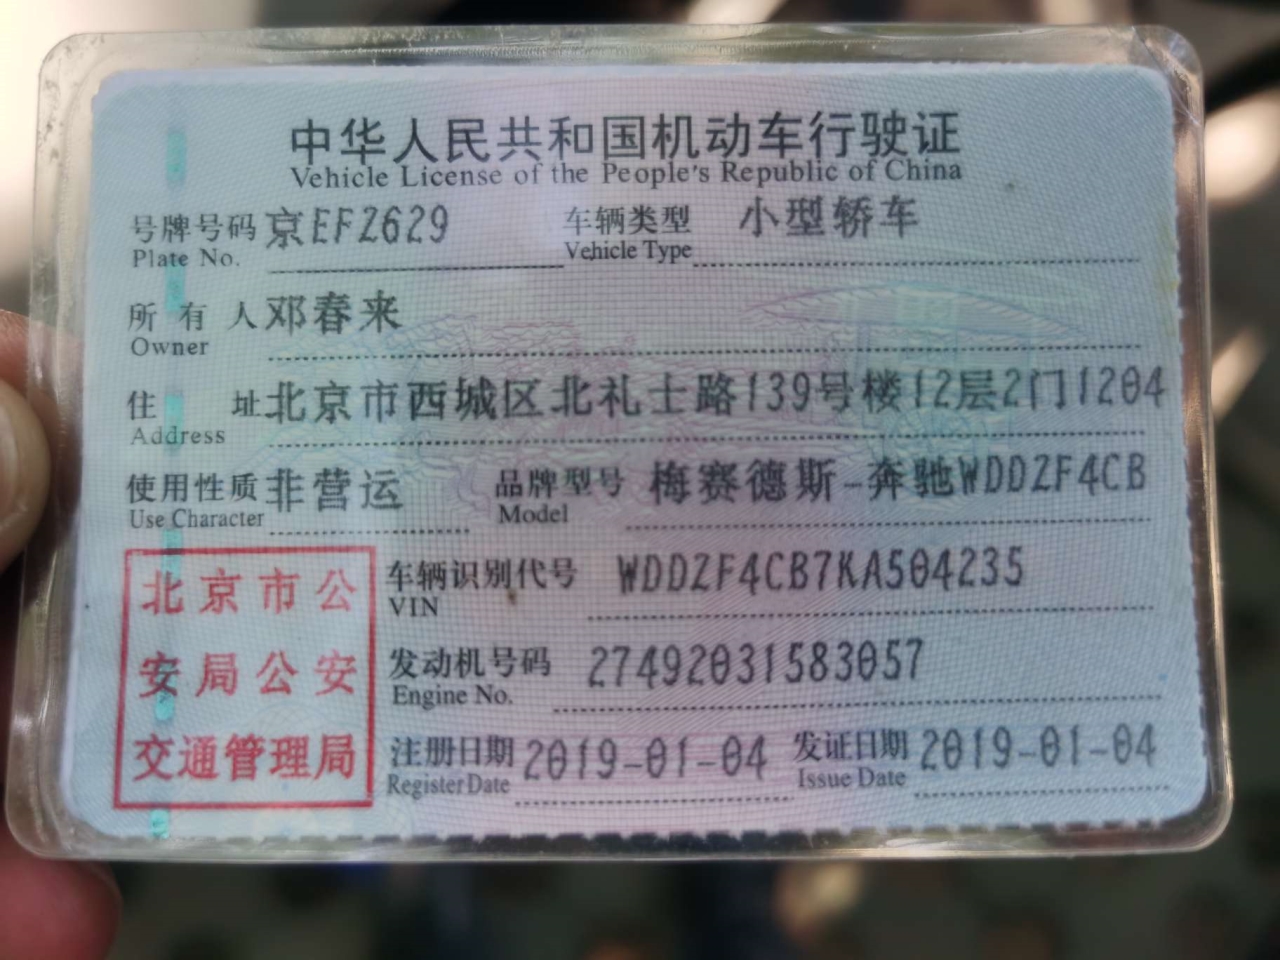 中华人民共和国机动车行驶证
Vehicle License of the People's Republic of China
号牌号码 京EFZ629 车辆类型 小型轿车
Plate No. Vehicle Type
所有人 邓春来
Owner
住址 北京市西城区北礼士路139号楼12层2门1204
Address
使用性质 非营运 品牌型号 梅赛德斯-奔驰WDDZF4CB
Use Character Model
北京市公
安局公安
交通管理局
车辆识别代号 WDDZF4CB7KA504235
VIN
发动机号码 27492031583057
Engine No.
注册日期 2019-01-04 发证日期 2019-01-04
Register Date Issue Date